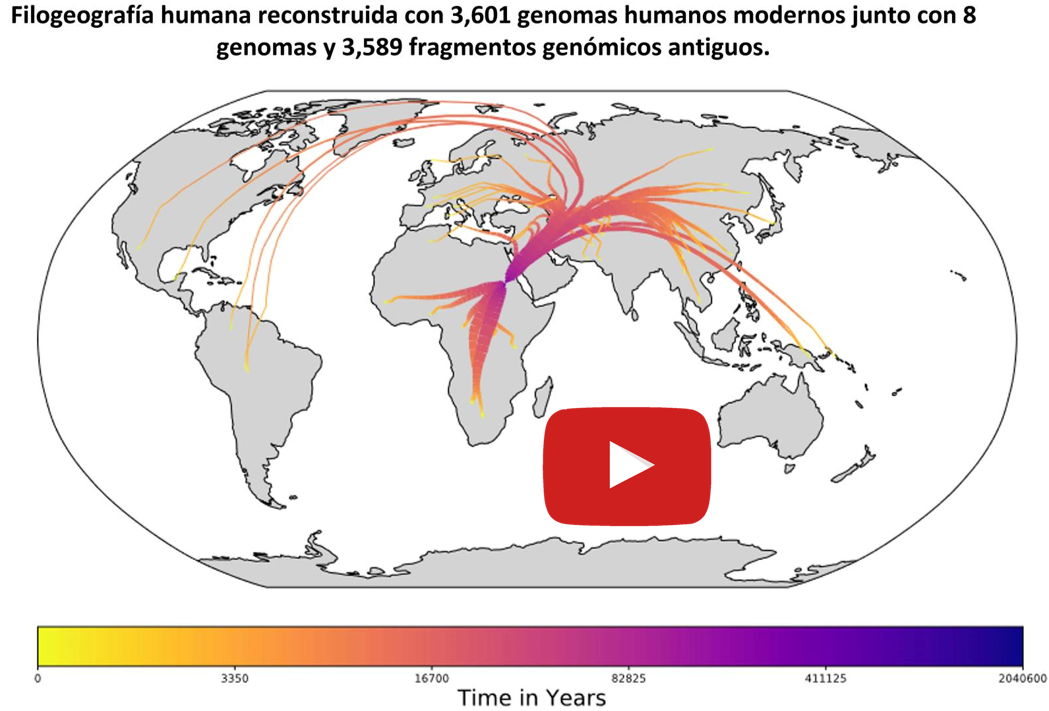 Filogeografía humana reconstruida con 3,601 genomas humanos modernos junto con 8
genomas y 3,589 fragmentos genómicos antiguos.
0 3350 16700 82825 411125 2040600
Time in Years